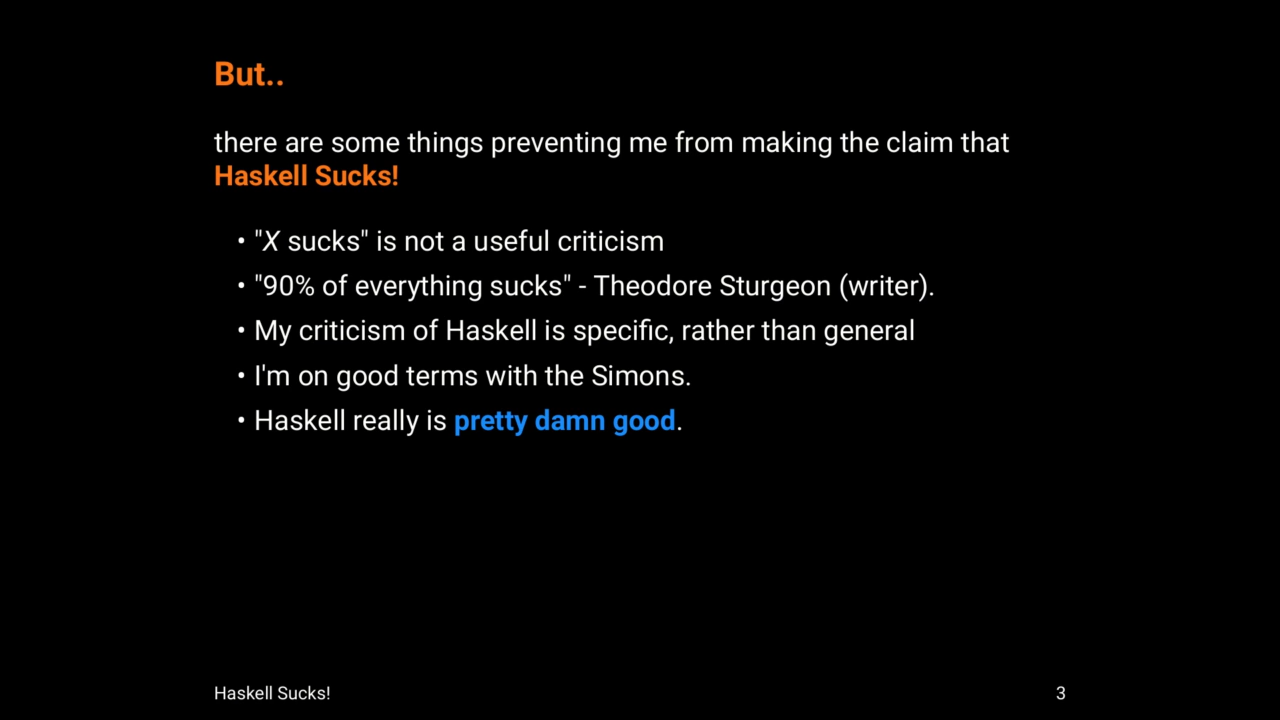 But..
there are some things preventing me from making the claim that
Haskell Sucks!
• "X sucks" is not a useful criticism
• "90% of everything sucks" - Theodore Sturgeon (writer).
• My criticism of Haskell is specific, rather than general
• I'm on good terms with the Simons.
• Haskell really is pretty damn good.
Haskell Sucks!
3